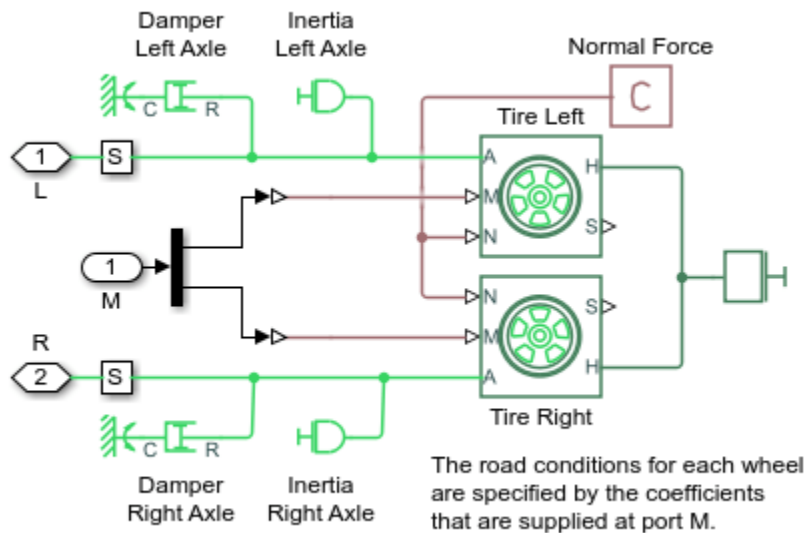 Damper
Left Axle
Inertia
Left Axle
Normal Force
C
C R
Tire Left
1
S
A
H
L
M
S
N
1
M
N
S
M
R
H
2
S
A
C R
Tire Right
Damper
Right Axle
Inertia
Right Axle
The road conditions for each wheel
are specified by the coefficients
that are supplied at port M.